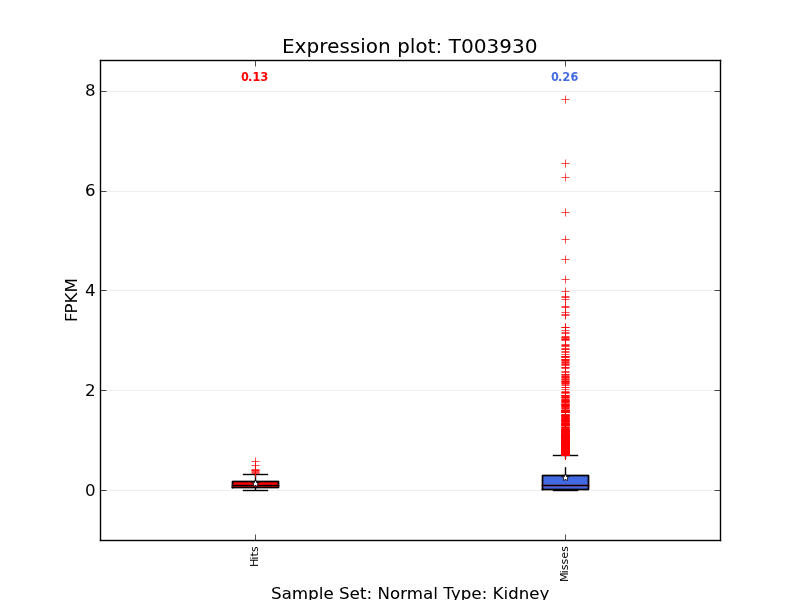 Expression plot: T003930
0.13
0.26
8
6
4
2
0
FPKM
Hits
Misses
Sample Set: Normal Type: Kidney